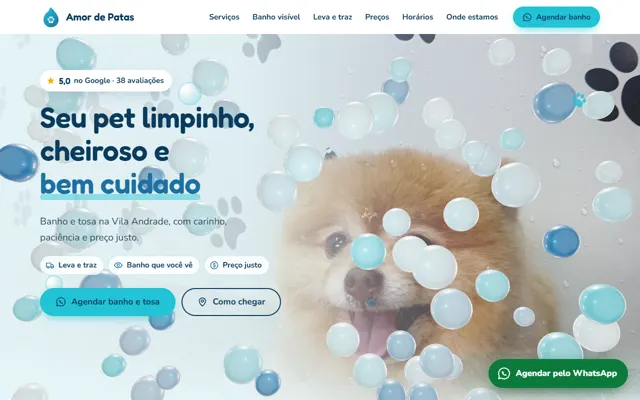 Amor de Patas
Serviços
Banho visível
Leva e traz
Preços
Horários
Onde estamos
Agendar banho
5,0 no Google · 38 avaliações
Seu pet limpinho,
cheiroso e
bem cuidado
Banho e tosa na Vila Andrade, com carinho,
paciência e preço justo.
Leva e traz
Banho que você vê
Preço justo
Agendar banho e tosa
Como chegar
Agendar pelo WhatsApp